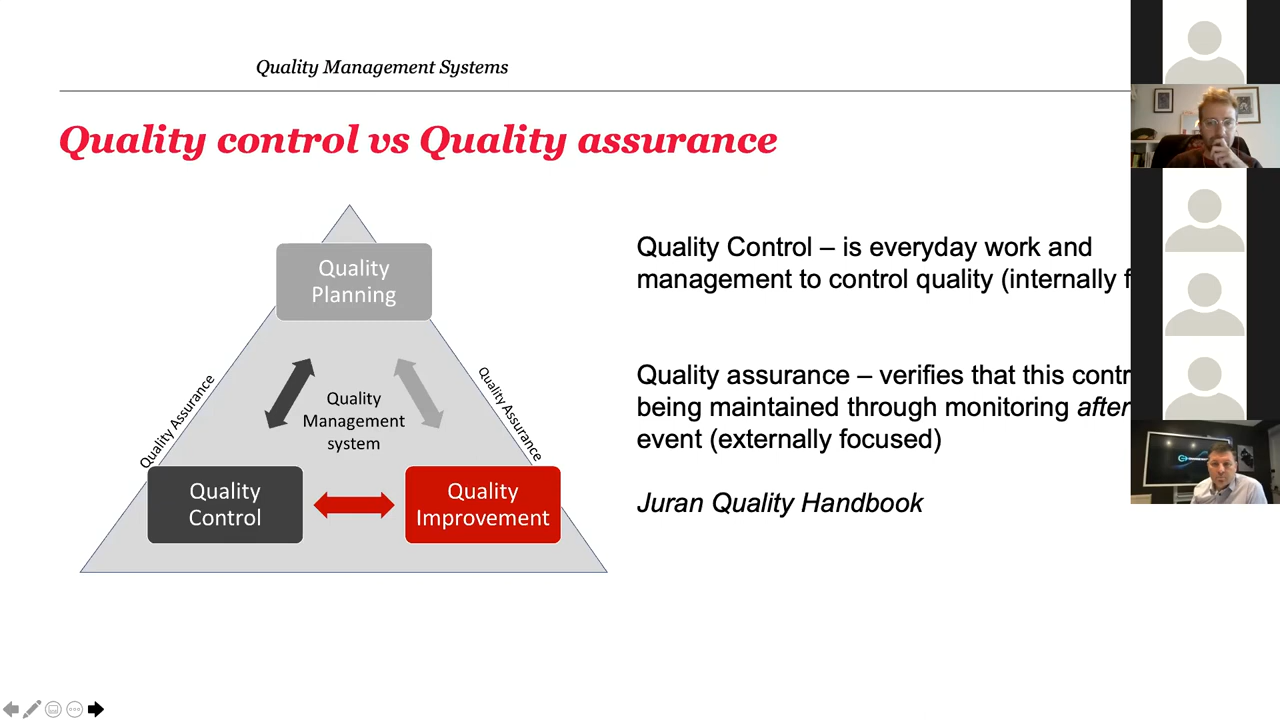 Quality Management Systems
Quality control vs Quality assurance
Quality
Planning
Quality Assurance
Quality Assurance
Quality
Management
system
Quality
Control
Quality
Improvement
Quality Control – is everyday work and
management to control quality (internally f
Quality assurance – verifies that this contr
being maintained through monitoring after
event (externally focused)
Juran Quality Handbook